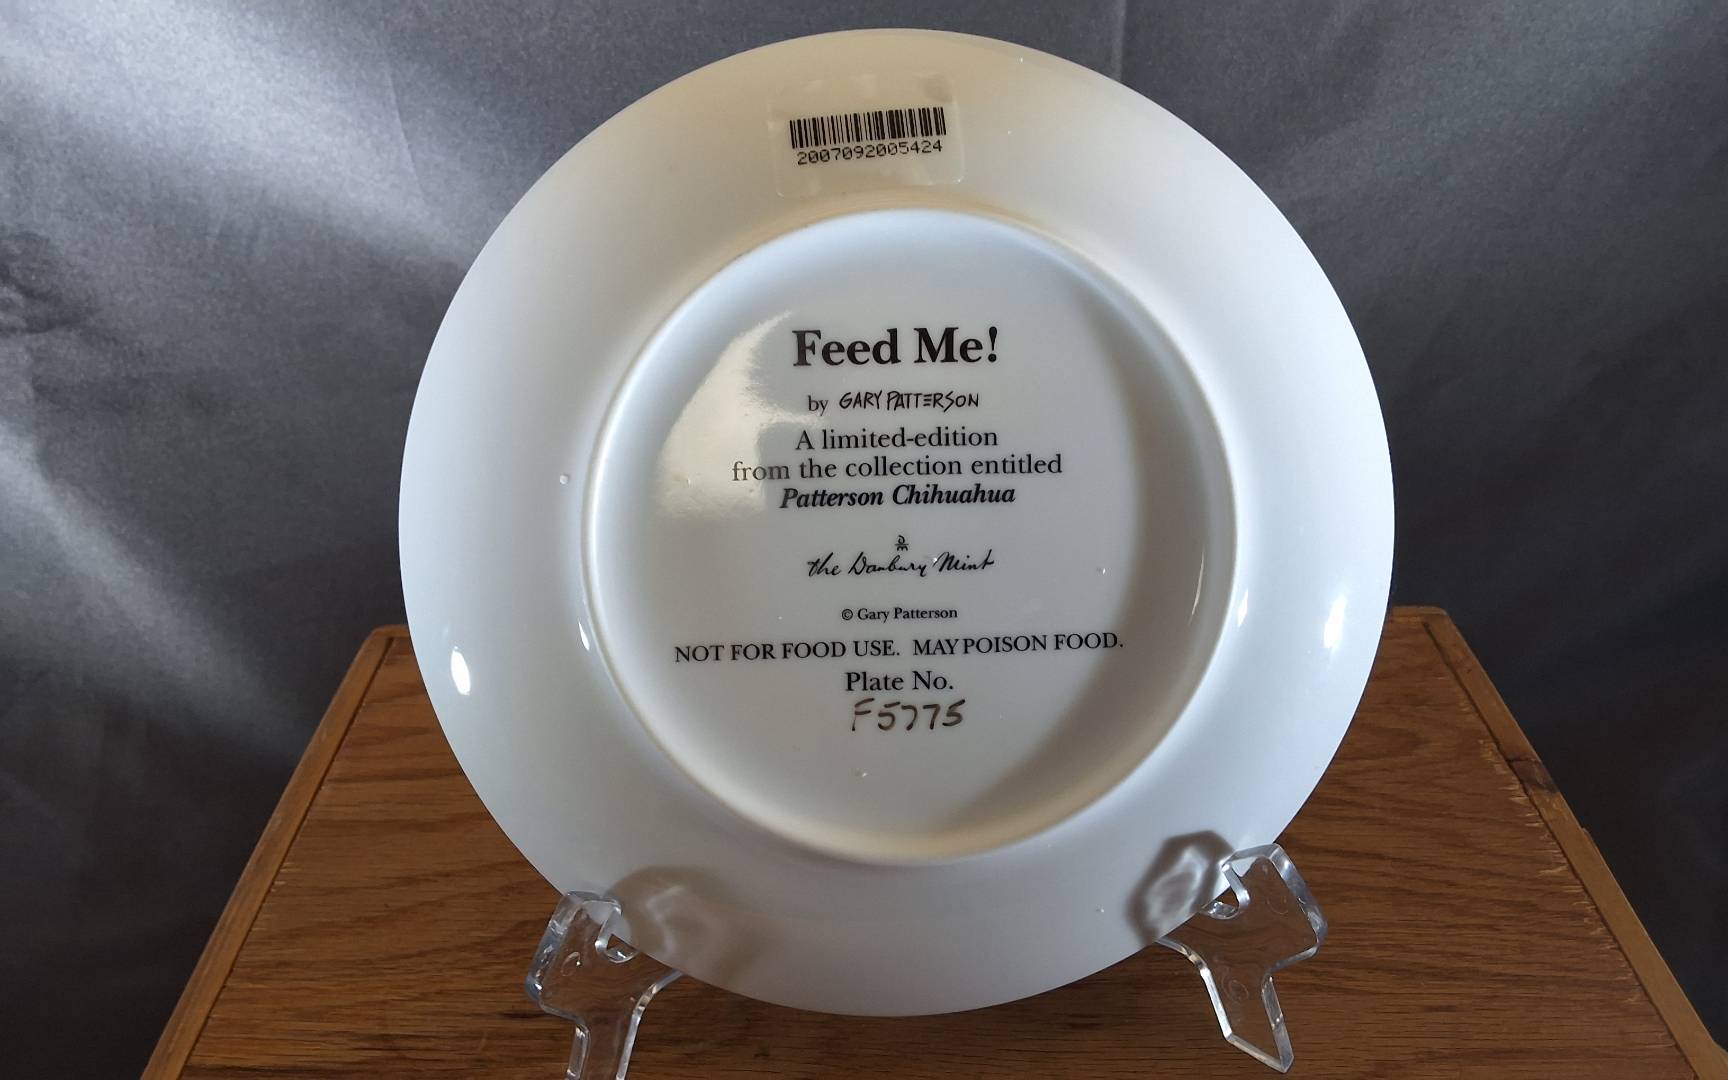 2007092005424
Feed Me!
by GARY PATTERSON
A limited-edition
from the collection entitled
Patterson Chihuahua
DM
the Danbury Mint
© Gary Patterson
NOT FOR FOOD USE. MAY POISON FOOD.
Plate No.
F5775